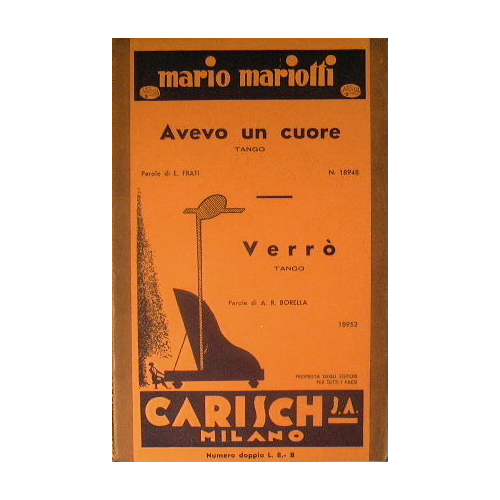 mario mariotti
Avevo un cuore
TANGO
Parole di E. FRATI
N. 18948
Verrò
TANGO
Parole di A. R. BORELLA
18952
PROPRIETÀ DEGLI EDITORI
PER TUTTI I PAESI
CARISCH S.A.
MILANO
Numero doppio L. 8,- B